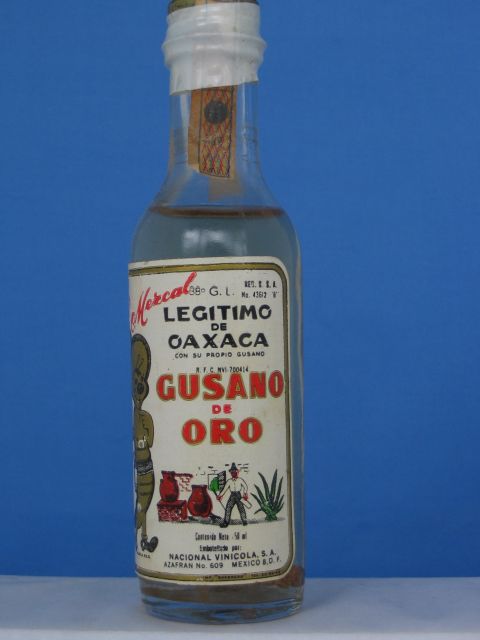 Mezcal
38° G. L.
REG. S. S. A.
No. 43612 "B"
LEGITIMO
DE
OAXACA
CON SU PROPIO GUSANO
R. F. C. NVI-700414
GUSANO
DE
ORO
Contenido Neto 50 ml
Embotellado por:
NACIONAL VINICOLA, S. A.
AZAFRAN No. 609 MEXICO 8, D. F.